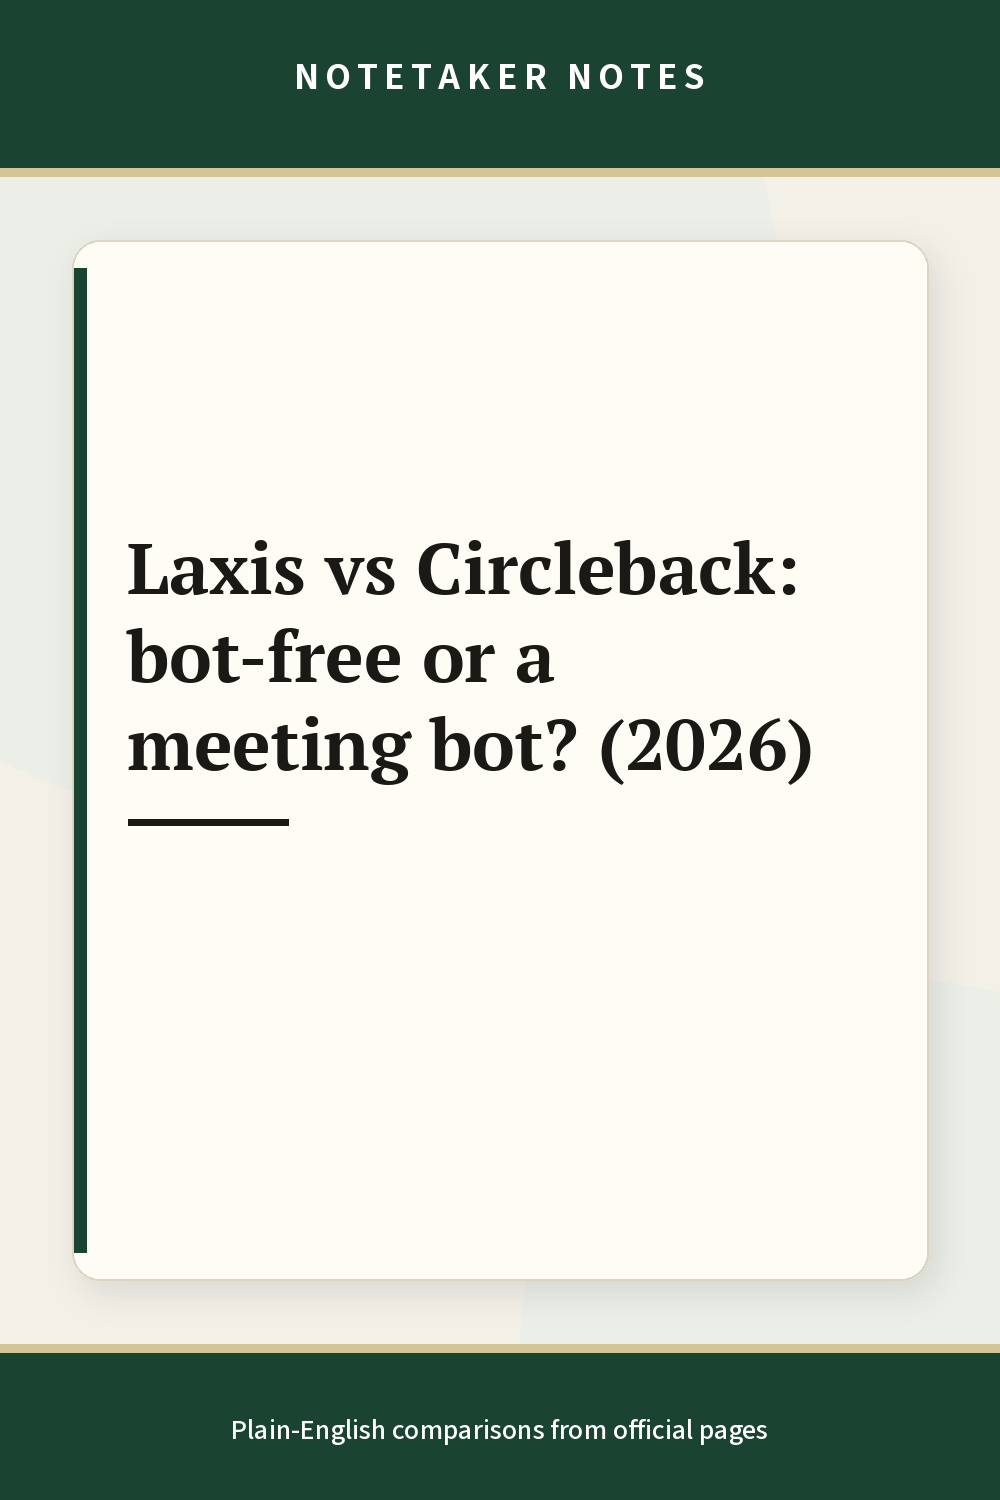 NOTETAKER NOTES
Laxis vs Circleback:
bot-free or a
meeting bot? (2026)
Plain-English comparisons from official pages